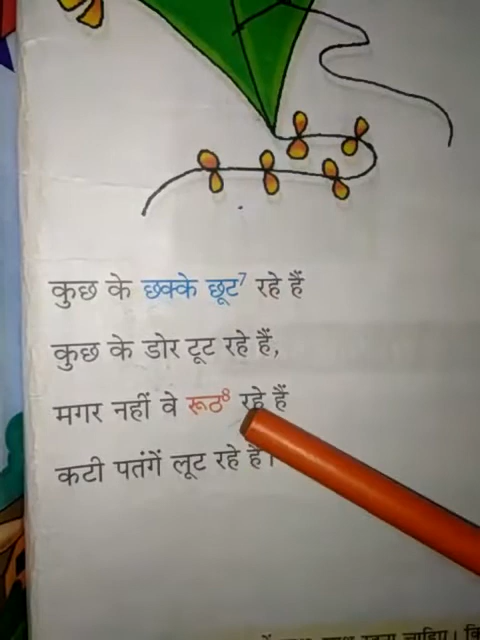 कुछ के छक्के छूट⁷ रहे हैं
कुछ के डोर टूट रहे हैं,
मगर नहीं वे रूठ⁸ रहे हैं
कटी पतंगें लूट रहे हैं।